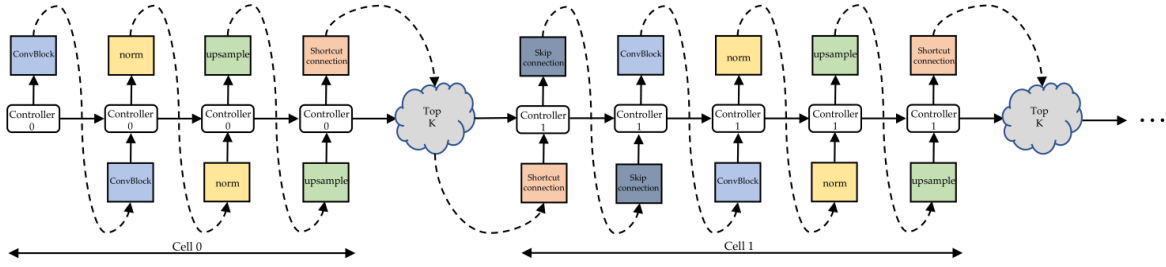 ConvBlock
norm
upsample
Shortcut
connection
Skip
connection
ConvBlock
norm
upsample
Shortcut
connection
Controller
0
Controller
0
Controller
0
Controller
0
Top
K
Controller
1
Controller
1
Controller
1
Controller
1
Controller
1
Top
K
...
ConvBlock
norm
upsample
Shortcut
connection
Skip
connection
ConvBlock
norm
upsample
Cell 0
Cell 1